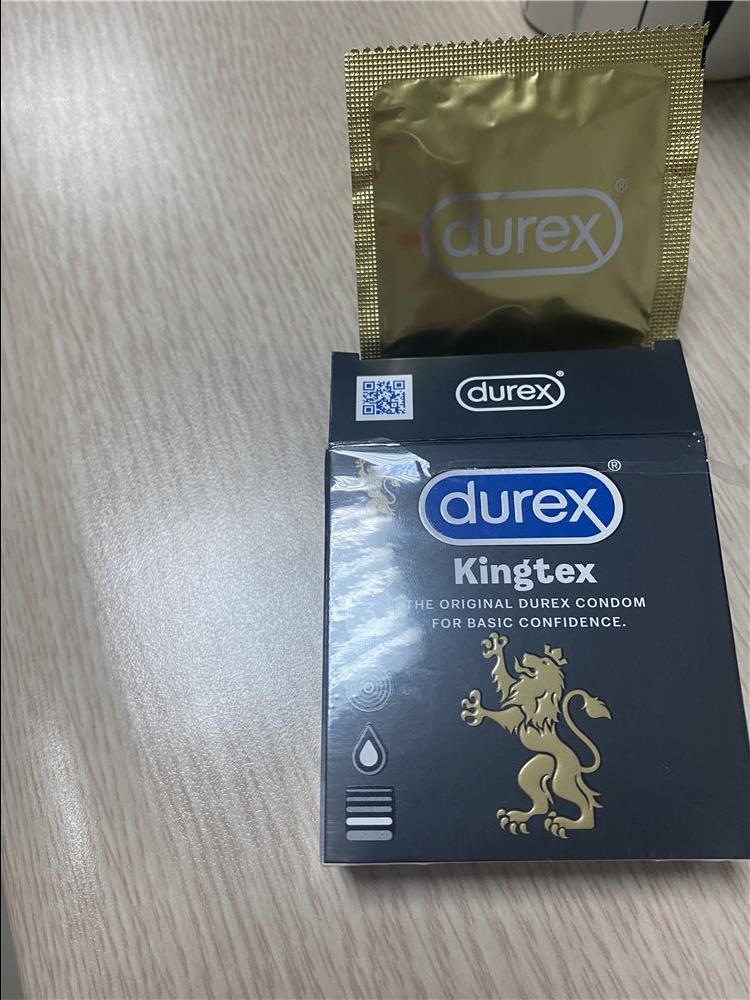 durex®
durex®
durex®
Kingtex
THE ORIGINAL DUREX CONDOM
FOR BASIC CONFIDENCE.